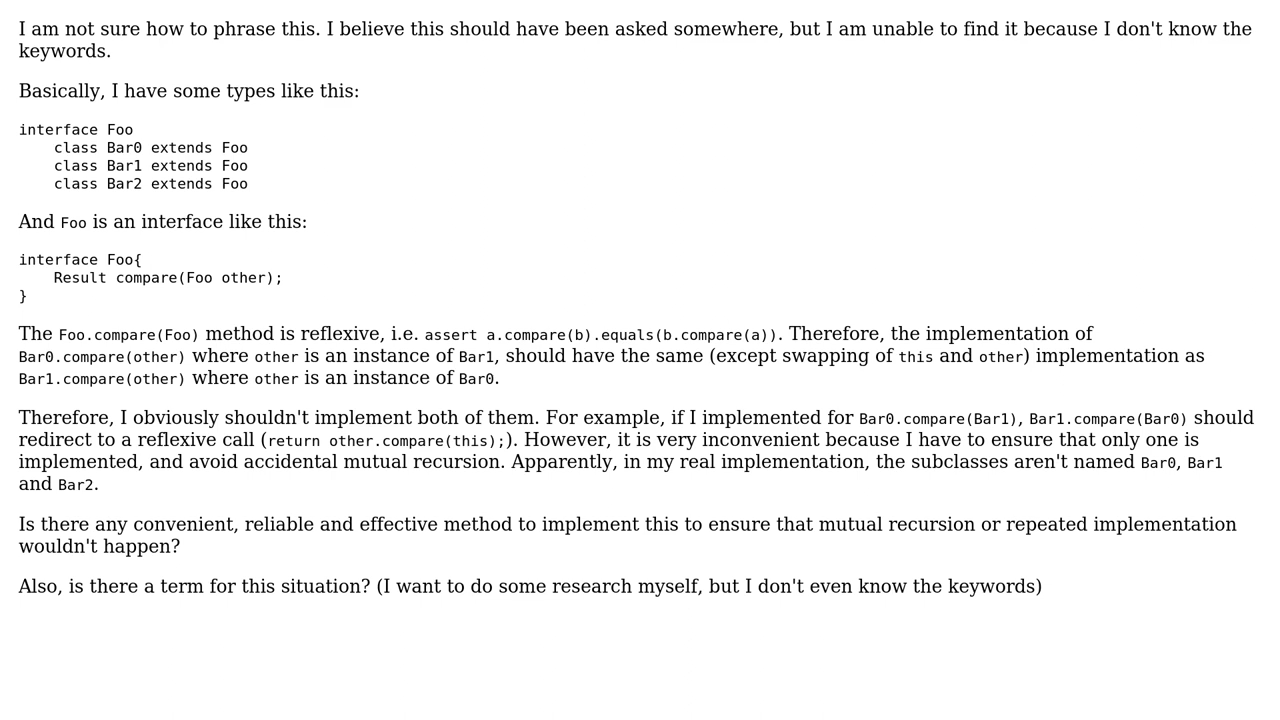 I am not sure how to phrase this. I believe this should have been asked somewhere, but I am unable to find it because I don't know the
keywords.
Basically, I have some types like this:
interface Foo
    class Bar0 extends Foo
    class Bar1 extends Foo
    class Bar2 extends Foo
And Foo is an interface like this:
interface Foo{
    Result compare(Foo other);
}
The Foo.compare(Foo) method is reflexive, i.e. assert a.compare(b).equals(b.compare(a)). Therefore, the implementation of
Bar0.compare(other) where other is an instance of Bar1, should have the same (except swapping of this and other) implementation as
Bar1.compare(other) where other is an instance of Bar0.
Therefore, I obviously shouldn't implement both of them. For example, if I implemented for Bar0.compare(Bar1), Bar1.compare(Bar0) should
redirect to a reflexive call (return other.compare(this);). However, it is very inconvenient because I have to ensure that only one is
implemented, and avoid accidental mutual recursion. Apparently, in my real implementation, the subclasses aren't named Bar0, Bar1
and Bar2.
Is there any convenient, reliable and effective method to implement this to ensure that mutual recursion or repeated implementation
wouldn't happen?
Also, is there a term for this situation? (I want to do some research myself, but I don't even know the keywords)